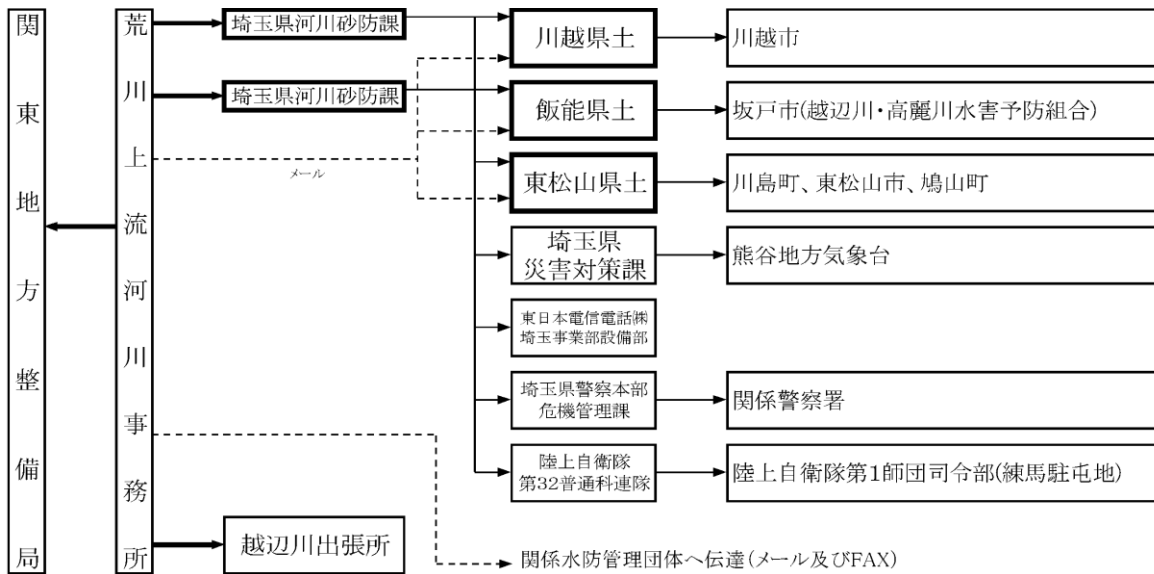 関東地方整備局
荒川上流河川事務所
埼玉県河川砂防課
川越県土
川越市
埼玉県河川砂防課
飯能県土
坂戸市(越辺川・高麗川水害予防組合)
メール
東松山県土
川島町、東松山市、鳩山町
埼玉県
災害対策課
熊谷地方気象台
東日本電信電話㈱
埼玉事業部設備部
埼玉県警察本部
危機管理課
関係警察署
陸上自衛隊
第32普通科連隊
陸上自衛隊第1師団司令部(練馬駐屯地)
越辺川出張所
関係水防管理団体へ伝達(メール及びFAX)